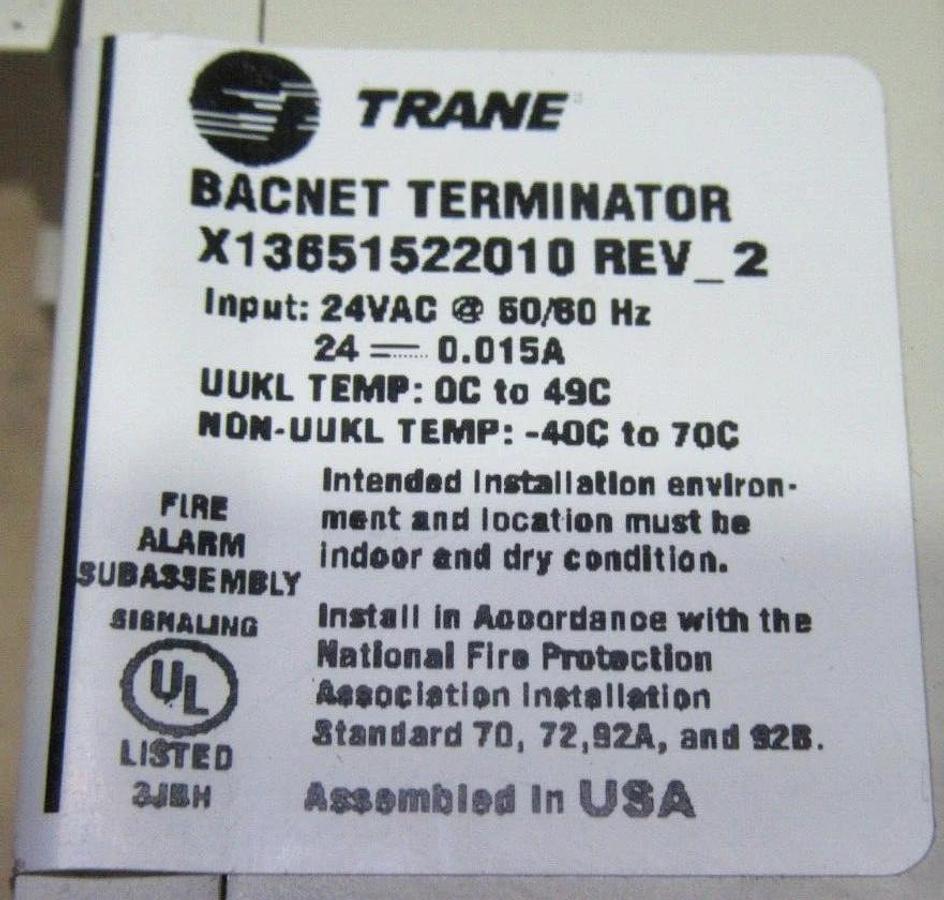 TRANE
BACNET TERMINATOR
X13651522010 REV_2
Input: 24VAC @ 50/60 Hz
24 ⎓ 0.015A
UUKL TEMP: 0C to 49C
NON-UUKL TEMP: -40C to 70C
Intended Installation environ-
ment and location must be
indoor and dry condition.
FIRE
ALARM
SUBASSEMBLY
SIGNALING
UL
LISTED
3JBH
Install in Accordance with the
National Fire Protection
Association Installation
Standard 70, 72,92A, and 92B.
Assembled in USA